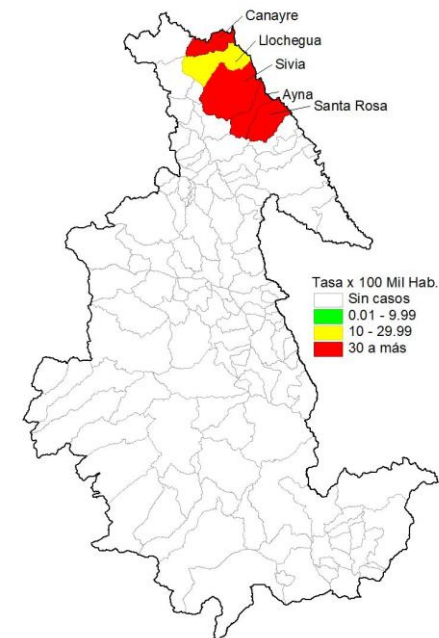 Canayre
Llochegua
Sivia
Ayna
Santa Rosa
Tasa x 100 Mil Hab.
Sin casos
0.01 - 9.99
10 - 29.99
30 a más